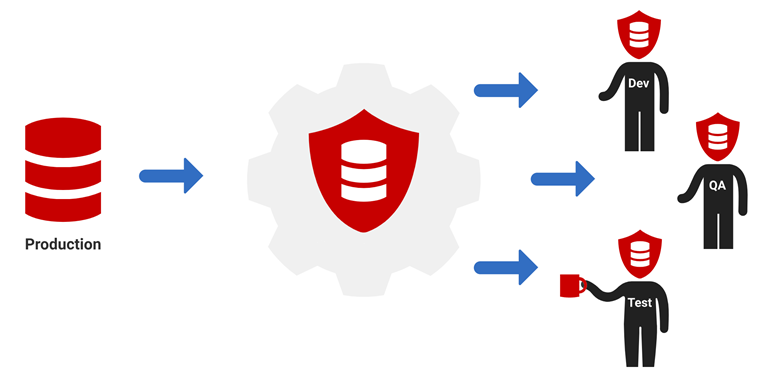 Production
Dev
QA
Test